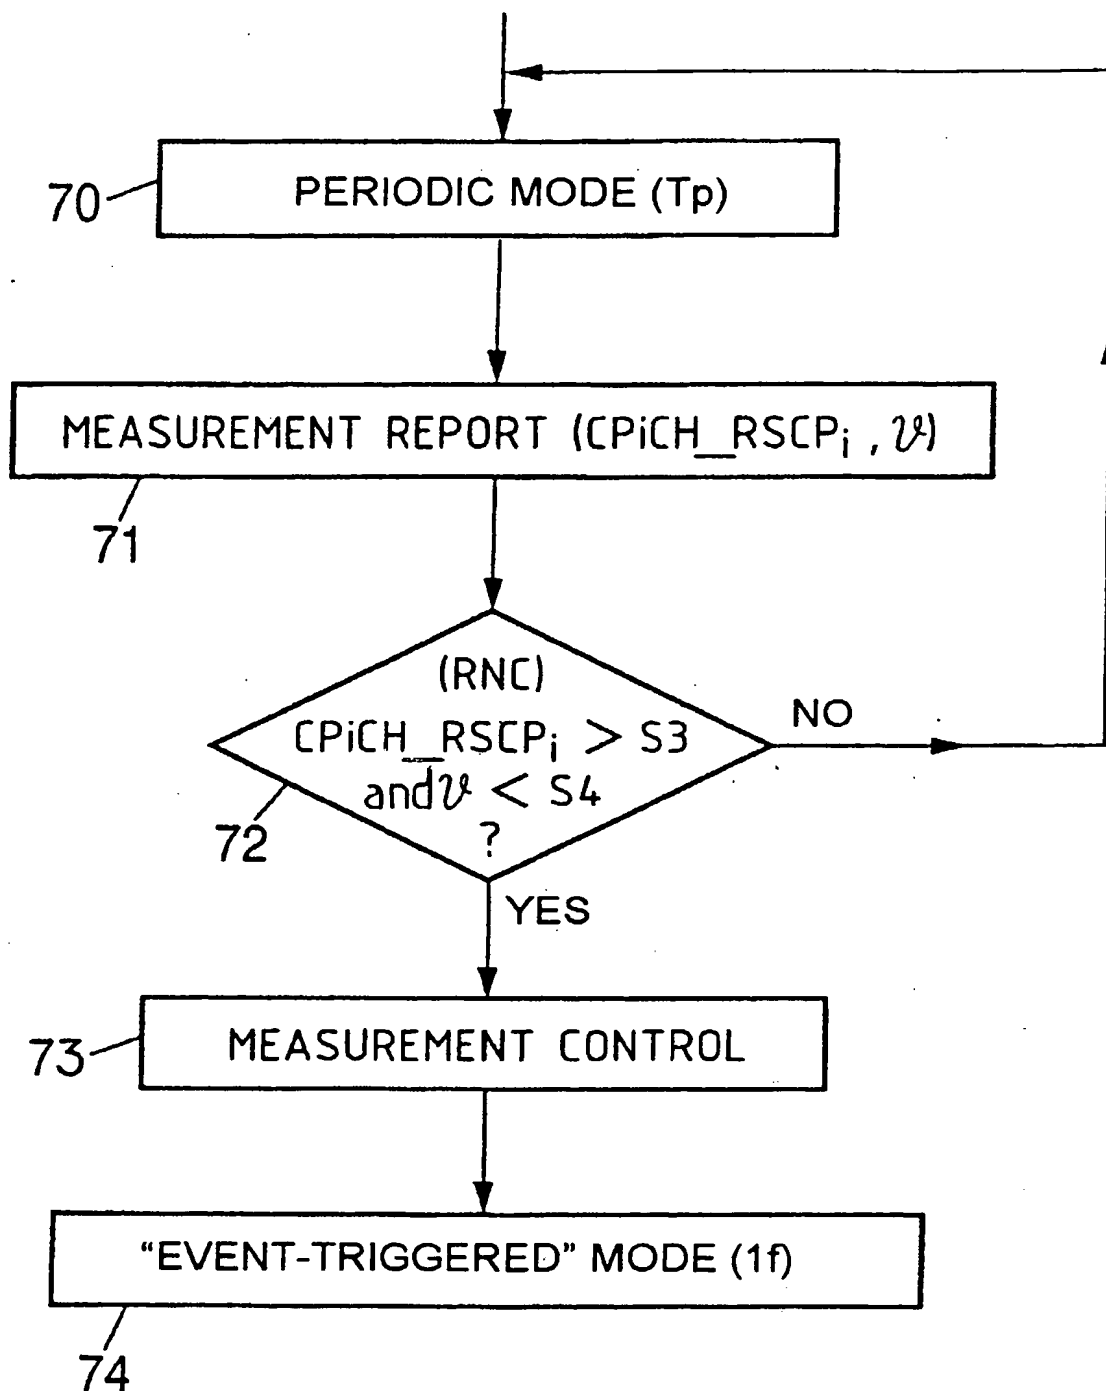 PERIODIC MODE (Tp)
70
MEASUREMENT REPORT (CPiCH_RSCPi , v)
71
(RNC)
CPiCH_RSCPi > S3
and v < S4
?
72
NO
YES
MEASUREMENT CONTROL
73
“EVENT-TRIGGERED” MODE (1f)
74